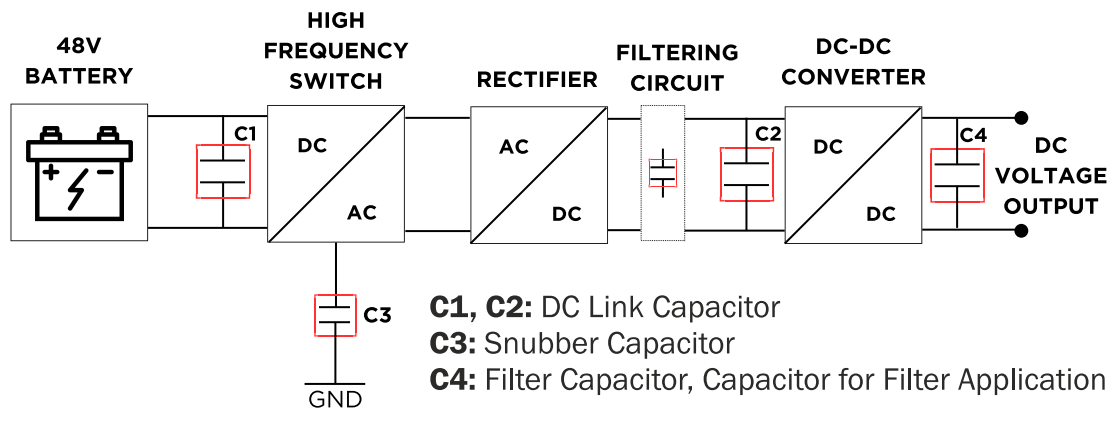 48V
BATTERY
HIGH
FREQUENCY
SWITCH
RECTIFIER
FILTERING
CIRCUIT
DC-DC
CONVERTER
C1
DC
AC
AC
DC
C2
DC
DC
C4
DC
VOLTAGE
OUTPUT
C3
GND
C1, C2: DC Link Capacitor
C3: Snubber Capacitor
C4: Filter Capacitor, Capacitor for Filter Application